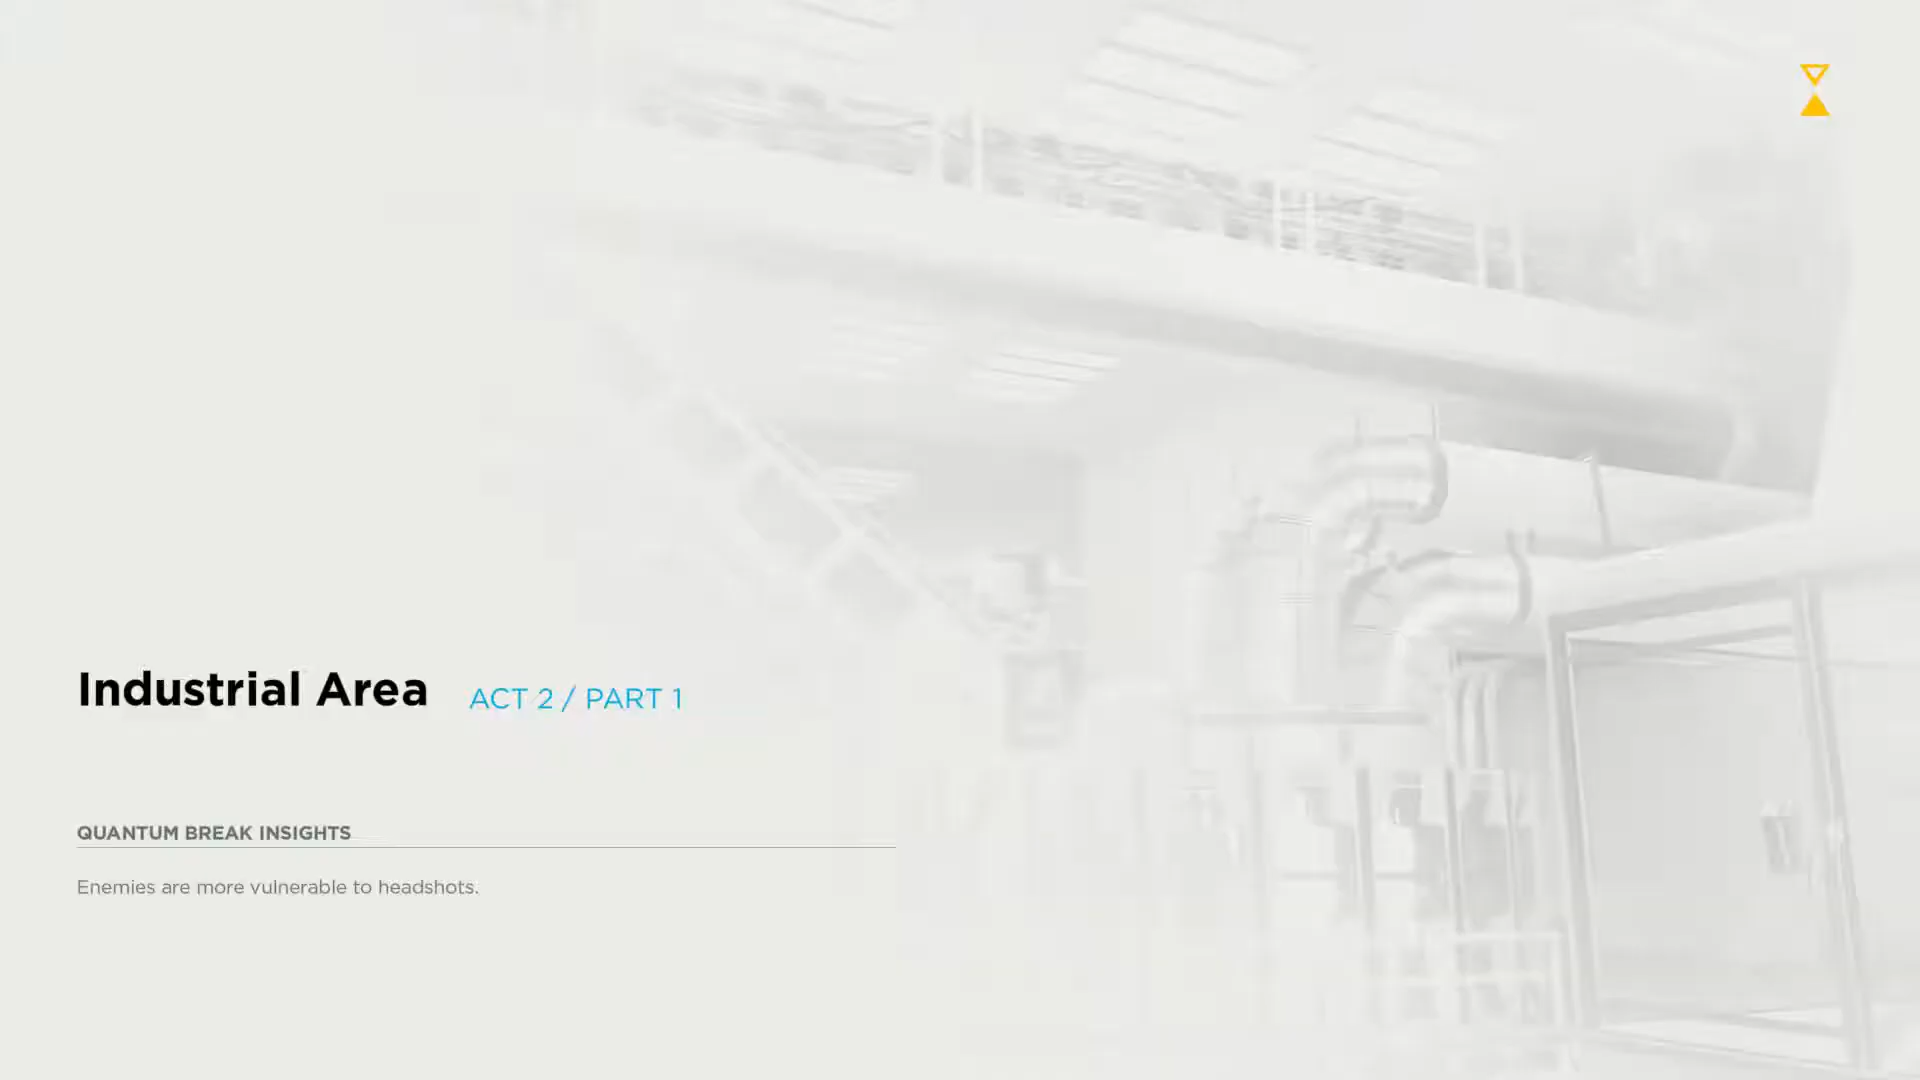 Industrial Area ACT 2 / PART 1
QUANTUM BREAK INSIGHTS
Enemies are more vulnerable to headshots.